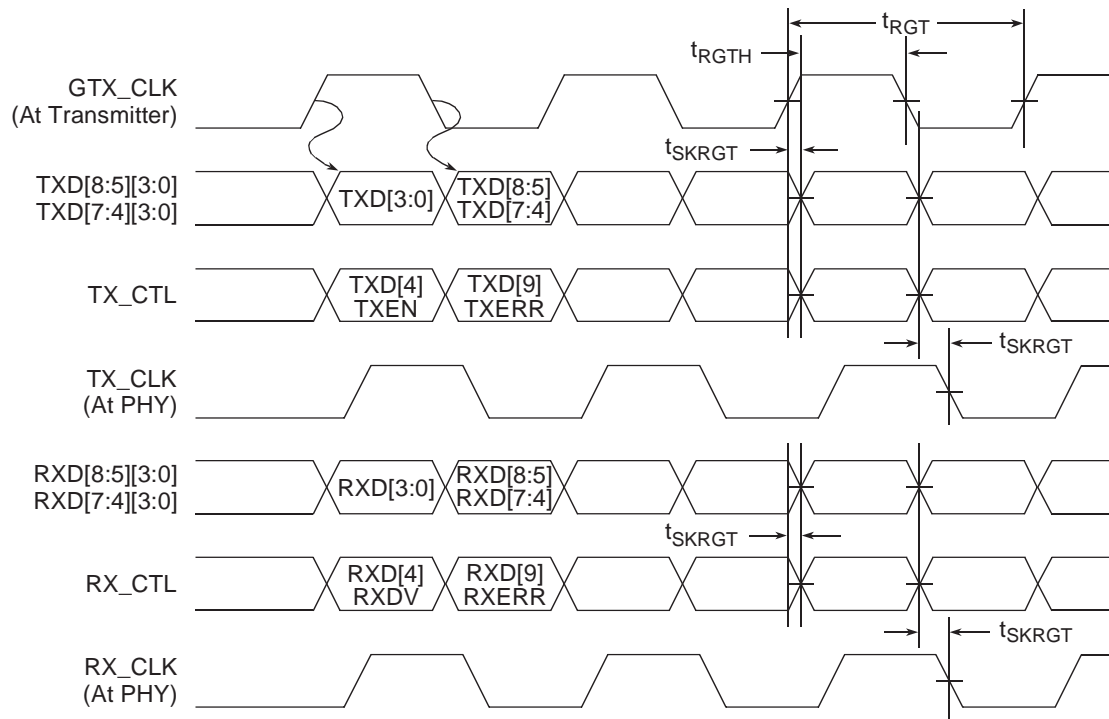 tRGT
tRGTH
GTX_CLK
(At Transmitter)
tSKRGT
TXD[8:5][3:0]
TXD[7:4][3:0]
TXD[3:0]
TXD[8:5]
TXD[7:4]
TX_CTL
TXD[4]
TXEN
TXD[9]
TXERR
tSKRGT
TX_CLK
(At PHY)
RXD[8:5][3:0]
RXD[7:4][3:0]
RXD[3:0]
RXD[8:5]
RXD[7:4]
tSKRGT
RX_CTL
RXD[4]
RXDV
RXD[9]
RXERR
tSKRGT
RX_CLK
(At PHY)